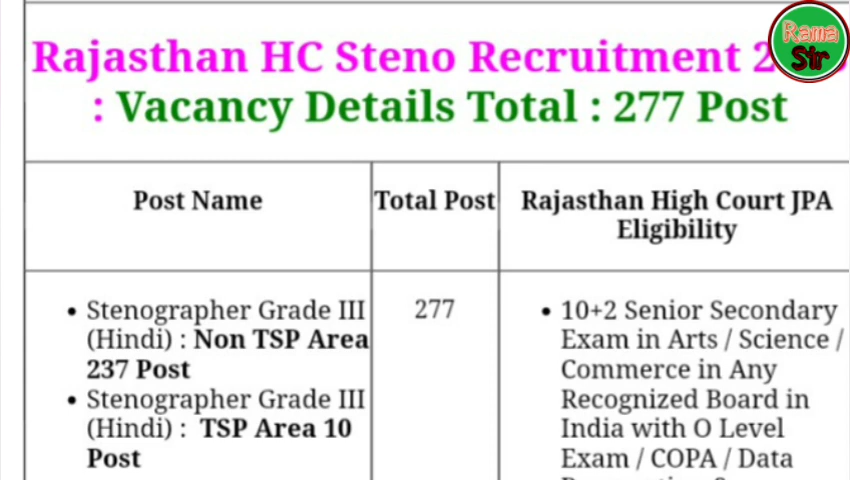 Rajasthan HC Steno Recruitment
: Vacancy Details Total : 277 Post
Rama
Sir
Post Name
Total Post
Rajasthan High Court JPA
Eligibility
• Stenographer Grade III
(Hindi) : Non TSP Area
237 Post
• Stenographer Grade III
(Hindi) : TSP Area 10
Post
277
• 10+2 Senior Secondary
Exam in Arts / Science /
Commerce in Any
Recognized Board in
India with O Level
Exam / COPA / Data